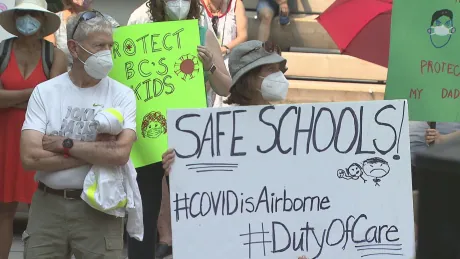 PROTECT
BC'S
KIDS
PROTEC
MY DAD
SAFE SCHOOLS!
#COVIDisAirborne
#DutyOfCare